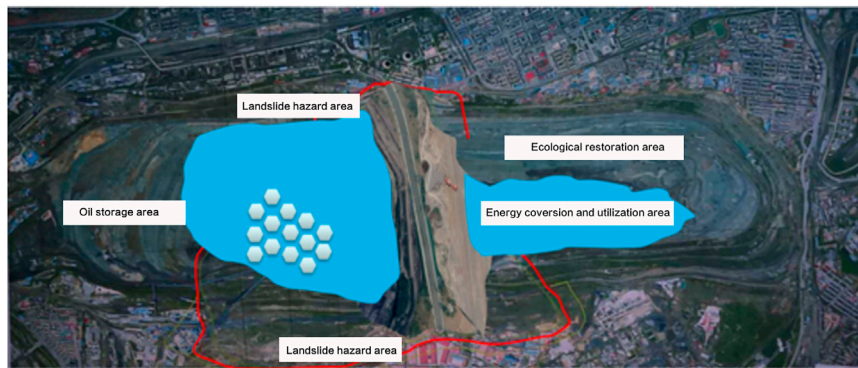 Landslide hazard area
Ecological restoration area
Oil storage area
Energy coversion and utilization area
Landslide hazard area